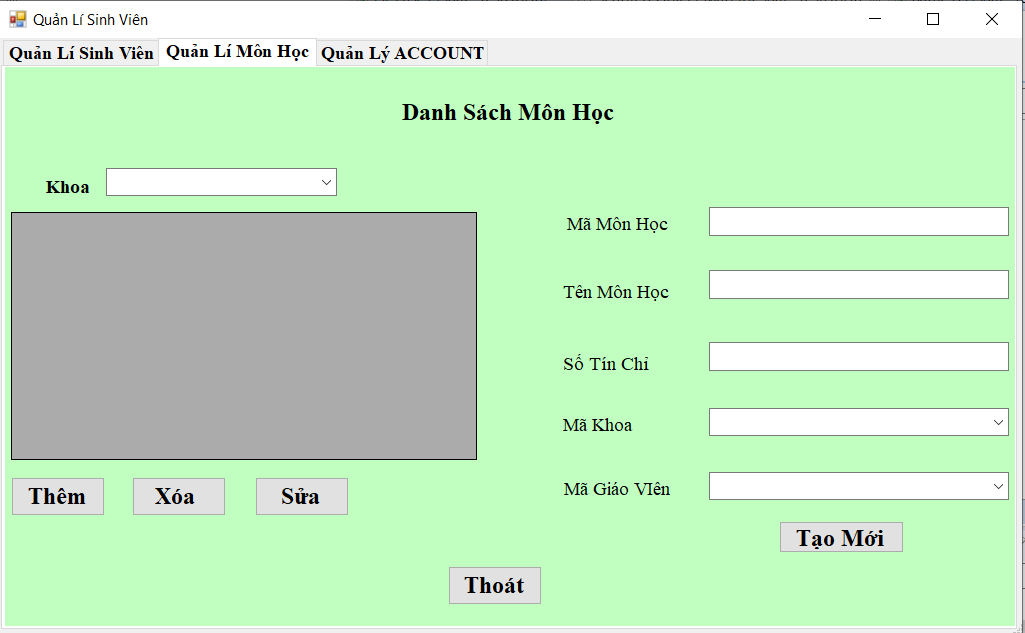 Quản Lí Sinh Viên
Quản Lí Sinh Viên Quản Lí Môn Học Quản Lý ACCOUNT
Danh Sách Môn Học
Khoa
Mã Môn Học
Tên Môn Học
Số Tín Chỉ
Mã Khoa
Mã Giáo VIên
Thêm Xóa Sửa
Tạo Mới
Thoát